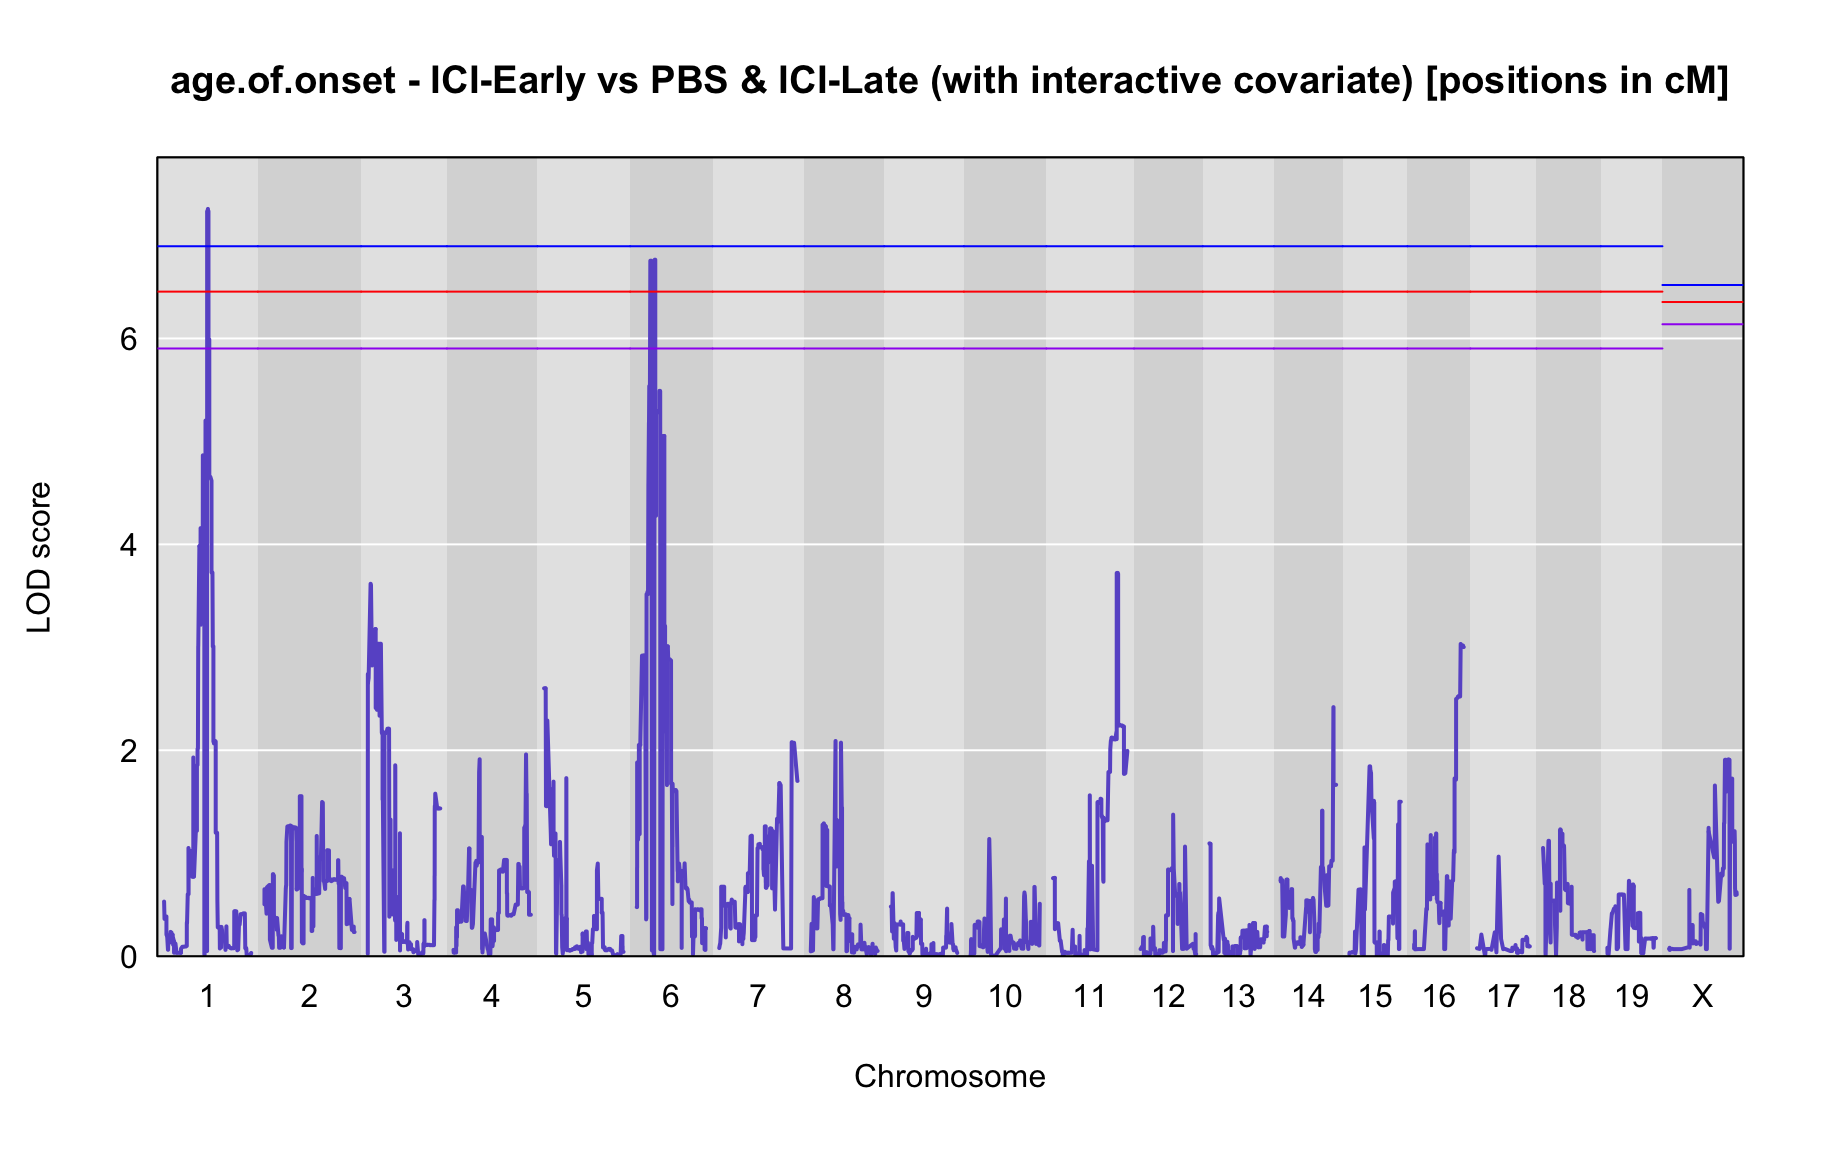 age.of.onset - ICI-Early vs PBS & ICI-Late (with interactive covariate) [positions in cM]
LOD score
6
4
2
0
1 2 3 4 5 6 7 8 9 10 11 12 13 14 15 16 17 18 19 X
Chromosome